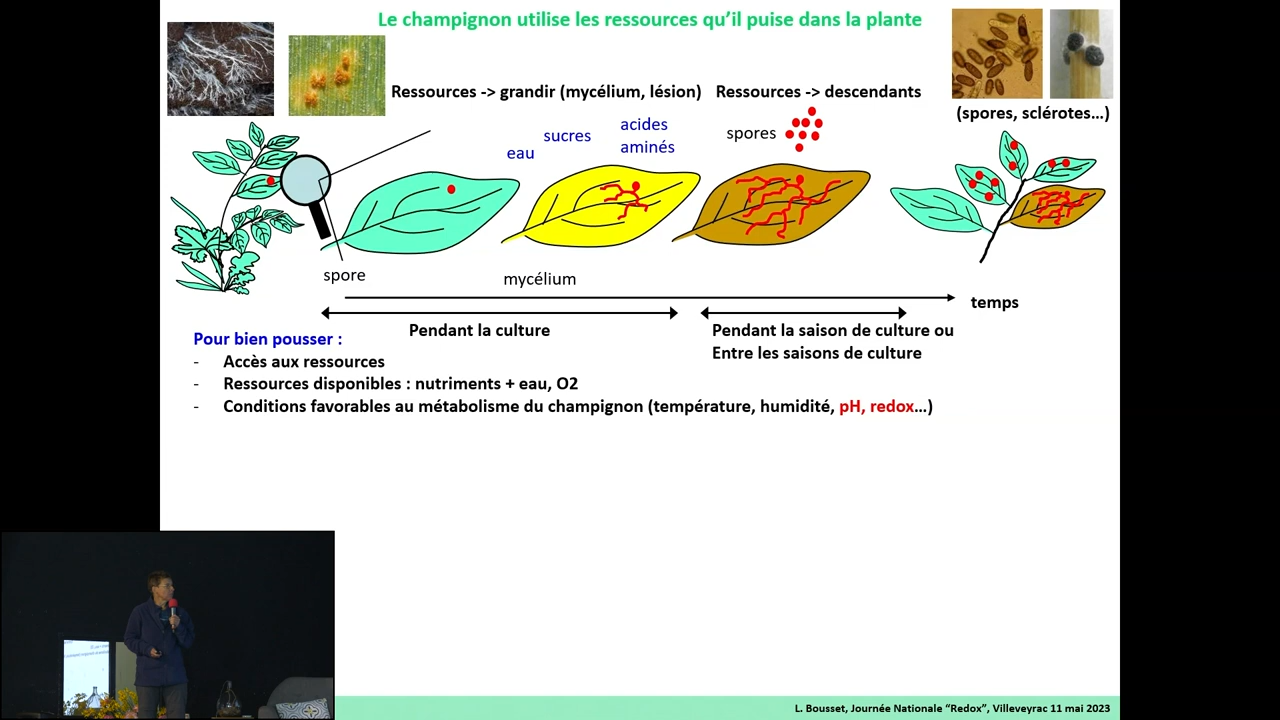 Le champignon utilise les ressources qu'il puise dans la plante
Ressources -> grandir (mycélium, lésion)
Ressources -> descendants
(spores, sclérotes...)
eau
sucres
acides
aminés
spores
spore
mycélium
temps
Pendant la culture
Pendant la saison de culture ou
Entre les saisons de culture
Pour bien pousser :
- Accès aux ressources
- Ressources disponibles : nutriments + eau, O2
- Conditions favorables au métabolisme du champignon (température, humidité, pH, redox...)
L. Bousset, Journée Nationale "Redox", Villeveyrac 11 mai 2023